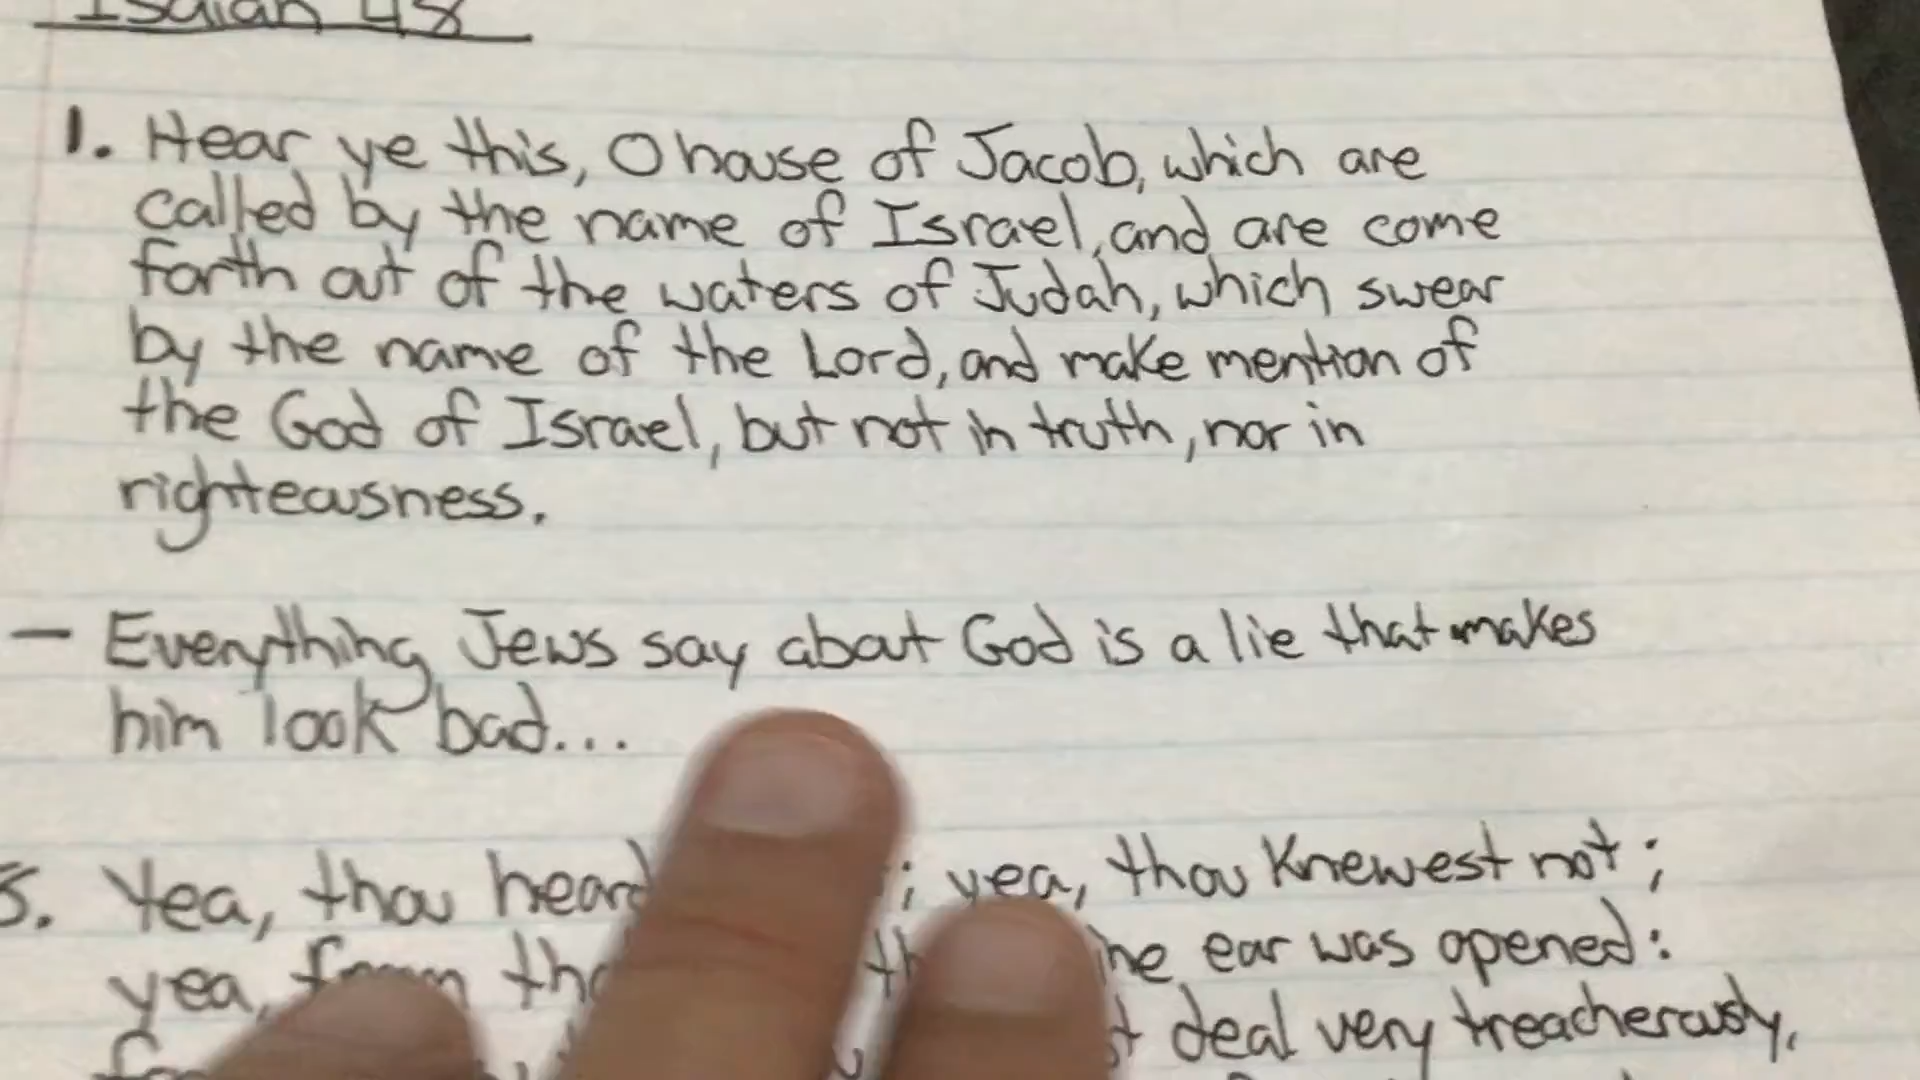 Isaiah 48
1. Hear ye this, O house of Jacob, which are
called by the name of Israel, and are come
forth out of the waters of Judah, which swear
by the name of the Lord, and make mention of
the God of Israel, but not in truth, nor in
righteousness.
- Everything Jews say about God is a lie that makes
him look bad...
Yea, thou heard ; yea, thou knewest not;
yea, from ear was opened:
deal very treacherously,